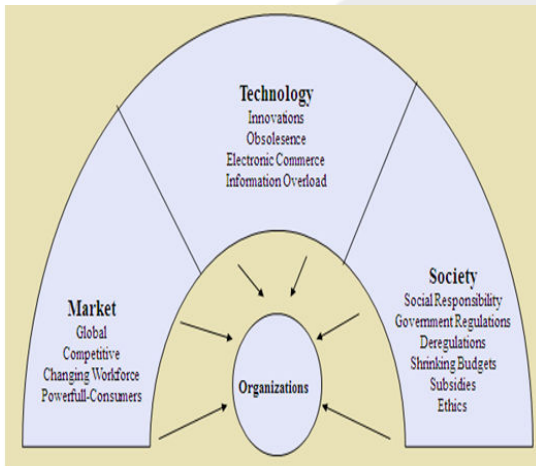 Technology
Innovations
Obsolesence
Electronic Commerce
Information Overload
Market
Global
Competitive
Changing Workforce
Powerfull-Consumers
Society
Social Responsibility
Government Regulations
Deregulations
Shrinking Budgets
Subsidies
Ethics
Organizations